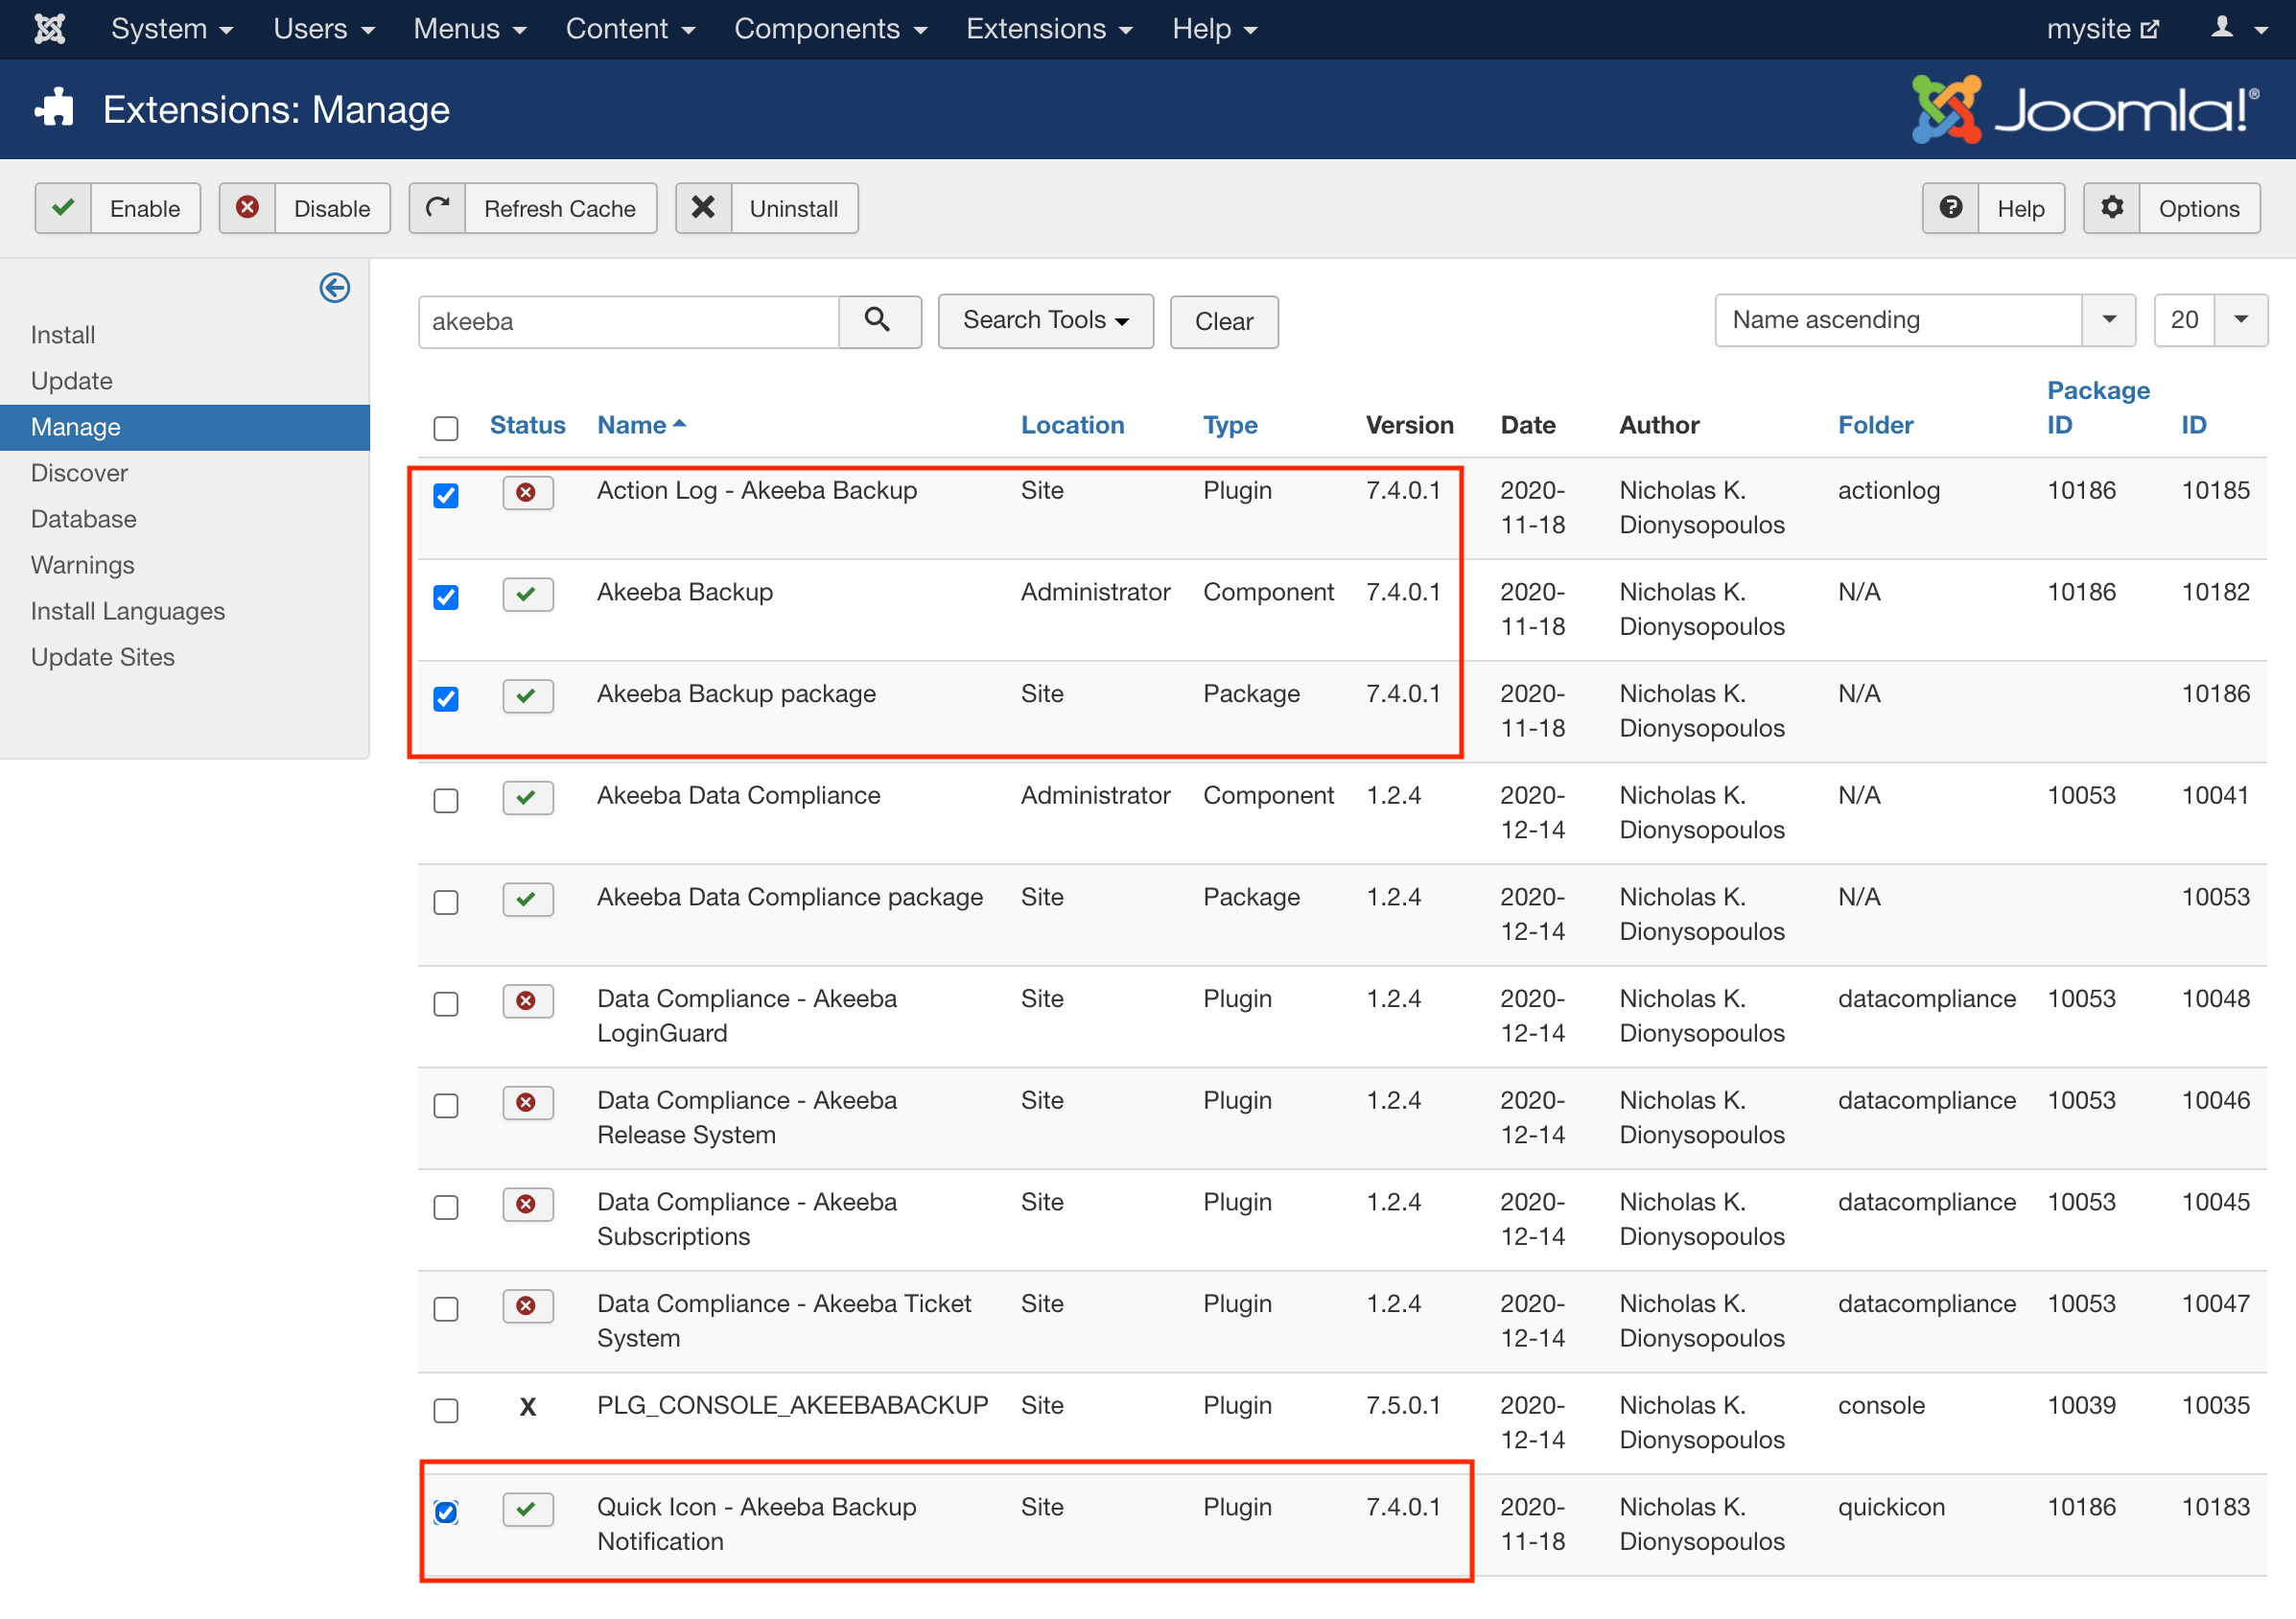 System Users Menus Content Components Extensions Help mysite
Extensions: Manage Joomla!®
Enable Disable Refresh Cache Uninstall Help Options
akeeba Search Tools Clear Name ascending 20
Install
Update
Manage
Discover
Database
Warnings
Install Languages
Update Sites
Package
Status Name Location Type Version Date Author Folder ID ID
Action Log - Akeeba Backup Site Plugin 7.4.0.1 2020- Nicholas K. actionlog 10186 10185
11-18 Dionysopoulos
Akeeba Backup Administrator Component 7.4.0.1 2020- Nicholas K. N/A 10186 10182
11-18 Dionysopoulos
Akeeba Backup package Site Package 7.4.0.1 2020- Nicholas K. N/A 10186
11-18 Dionysopoulos
Akeeba Data Compliance Administrator Component 1.2.4 2020- Nicholas K. N/A 10053 10041
12-14 Dionysopoulos
Akeeba Data Compliance package Site Package 1.2.4 2020- Nicholas K. N/A 10053
12-14 Dionysopoulos
Data Compliance - Akeeba Site Plugin 1.2.4 2020- Nicholas K. datacompliance 10053 10048
LoginGuard 12-14 Dionysopoulos
Data Compliance - Akeeba Site Plugin 1.2.4 2020- Nicholas K. datacompliance 10053 10046
Release System 12-14 Dionysopoulos
Data Compliance - Akeeba Site Plugin 1.2.4 2020- Nicholas K. datacompliance 10053 10045
Subscriptions 12-14 Dionysopoulos
Data Compliance - Akeeba Ticket Site Plugin 1.2.4 2020- Nicholas K. datacompliance 10053 10047
System 12-14 Dionysopoulos
X PLG_CONSOLE_AKEEBABACKUP Site Plugin 7.5.0.1 2020- Nicholas K. console 10039 10035
12-14 Dionysopoulos
Quick Icon - Akeeba Backup Site Plugin 7.4.0.1 2020- Nicholas K. quickicon 10186 10183
Notification 11-18 Dionysopoulos